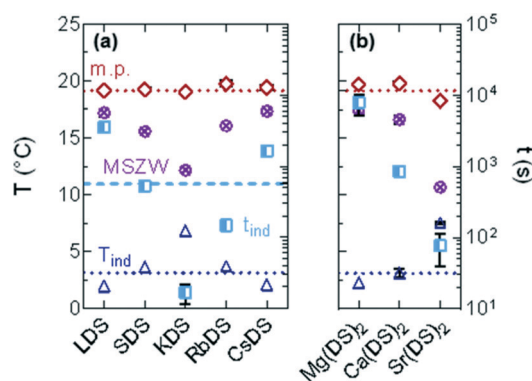 (a)
(b)
25
20
15
10
5
0
T (°C)
m.p.
MSZW
t_ind
T_ind
LDS
SDS
KDS
RbDS
CsDS
Mg(DS)₂
Ca(DS)₂
Sr(DS)₂
10⁵
10⁴
10³
10²
10¹
t (s)